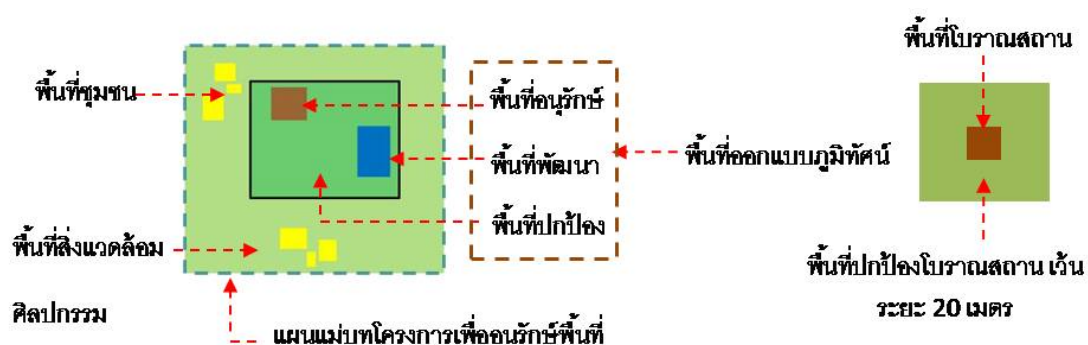 พื้นที่โบราณสถาน
พื้นที่ชุมชน
พื้นที่อนุรักษ์
พื้นที่พัฒนา
พื้นที่ออกแบบภูมิทัศน์
พื้นที่ปกป้อง
พื้นที่สิ่งแวดล้อม
ศิลปกรรม
แผนแม่บทโครงการเพื่ออนุรักษ์พื้นที่
พื้นที่ปกป้องโบราณสถาน เว้น
ระยะ 20 เมตร